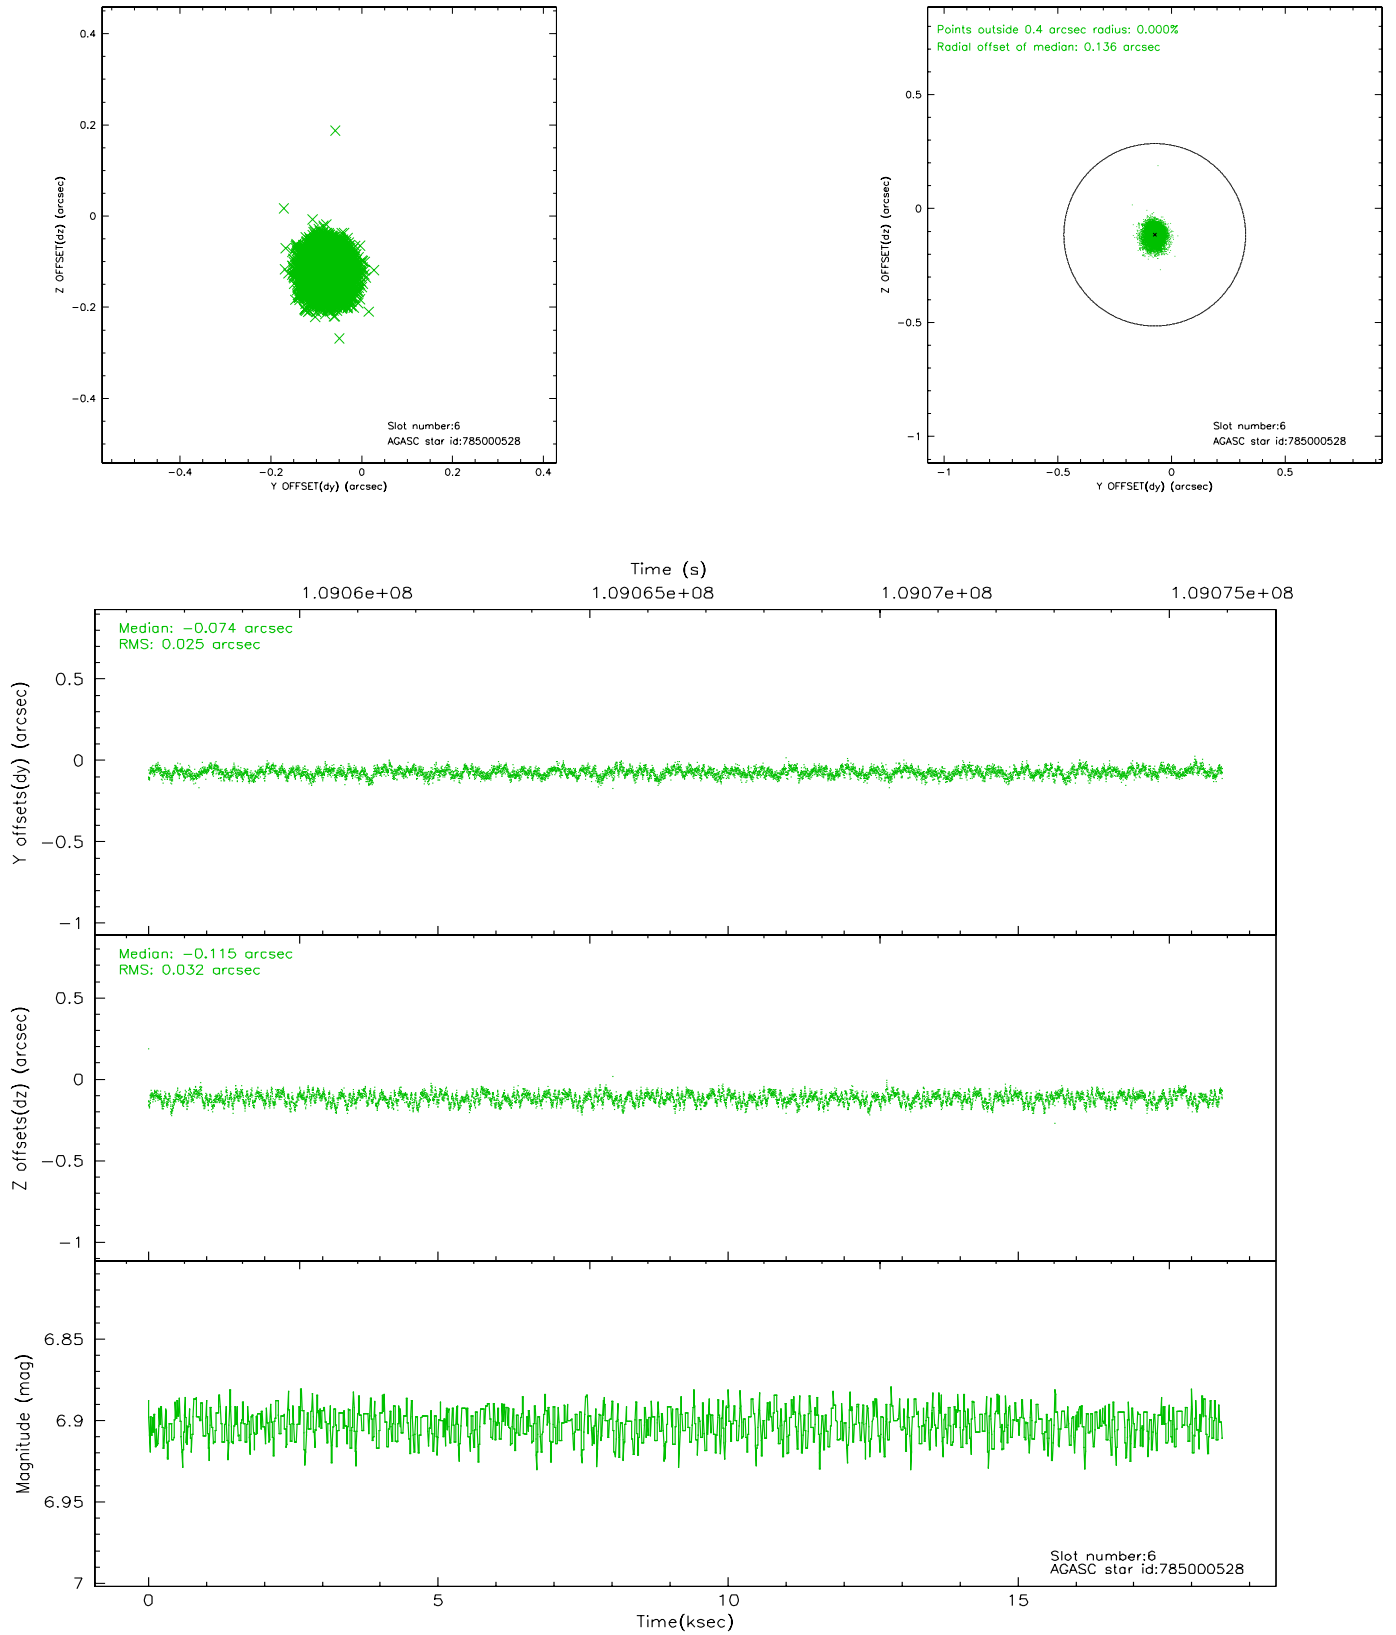 0.4
0.2
0
−0.2
−0.4
Z OFFSET(dz) (arcsec)
Slot number:6
AGASC star id:785000528
−0.4 −0.2 0 0.2 0.4
Y OFFSET(dy) (arcsec)
Points outside 0.4 arcsec radius: 0.000%
Radial offset of median: 0.136 arcsec
0.5
0
−0.5
−1
Z OFFSET(dz) (arcsec)
Slot number:6
AGASC star id:785000528
−1 −0.5 0 0.5
Y OFFSET(dy) (arcsec)
Time (s)
1.0906e+08 1.09065e+08 1.0907e+08 1.09075e+08
Median: −0.074 arcsec
RMS: 0.025 arcsec
0.5
0
−0.5
−1
Y offsets(dy) (arcsec)
Median: −0.115 arcsec
RMS: 0.032 arcsec
0.5
0
−0.5
−1
Z offsets(dz) (arcsec)
6.85
6.9
6.95
7
Magnitude (mag)
Slot number:6
AGASC star id:785000528
0 5 10 15
Time(ksec)